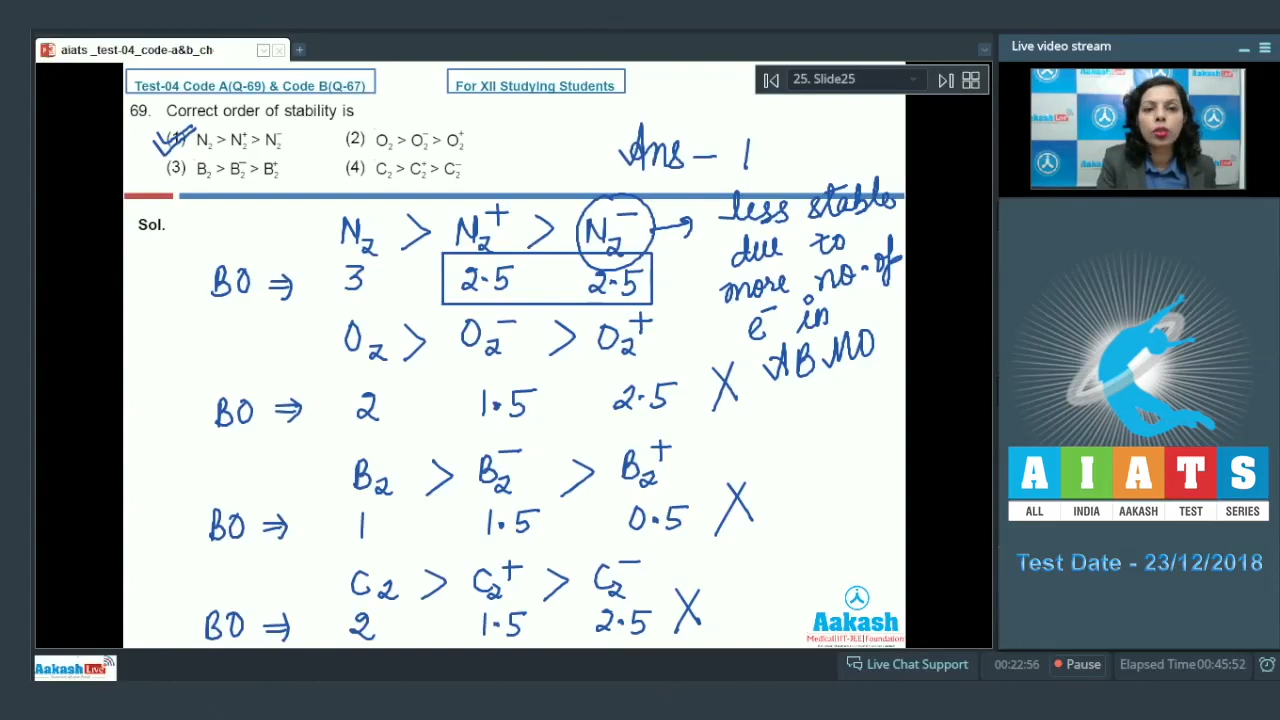 aiats _test-04_code-a&b_ch
Live video stream
25. Slide25
Test-04 Code A(Q-69) & Code B(Q-67)
For XII Studying Students
69. Correct order of stability is
(1) N₂ > N₂⁺ > N₂⁻
(2) O₂ > O₂⁻ > O₂⁺
(3) B₂ > B₂⁻ > B₂⁺
(4) C₂ > C₂⁺ > C₂⁻
Ans - 1
Sol.
N₂ > N₂⁺ > N₂⁻ → less stable
due to
more no. of
e⁻ in
ABMO
BO ⇒ 3 2.5 2.5
O₂ > O₂⁻ > O₂⁺
BO ⇒ 2 1.5 2.5 X
B₂ > B₂⁻ > B₂⁺
BO ⇒ 1 1.5 0.5 X
C₂ > C₂⁺ > C₂⁻
BO ⇒ 2 1.5 2.5 X
Aakash
Medical|IIT-JEE|Foundation
Aakash Live
A I A T S
ALL INDIA AAKASH TEST SERIES
Test Date - 23/12/2018
Live Chat Support
00:22:56
Pause
Elapsed Time 00:45:52